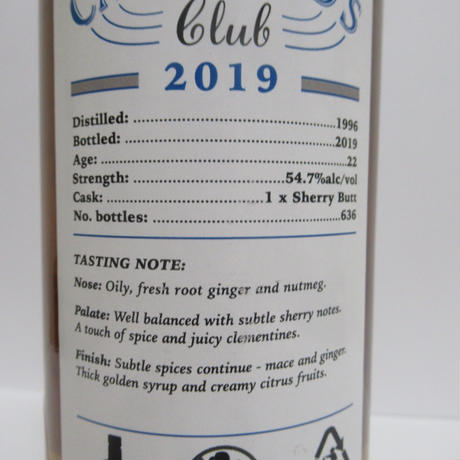 Club
2019
Distilled: ........................................1996
Bottled: ..........................................2019
Age: ..................................................22
Strength: ..............................54.7%alc/vol
Cask: .........................1 x Sherry Butt
No. bottles: .....................................636
TASTING NOTE:
Nose: Oily, fresh root ginger and nutmeg.
Palate: Well balanced with subtle sherry notes.
A touch of spice and juicy clementines.
Finish: Subtle spices continue - mace and ginger.
Thick golden syrup and creamy citrus fruits.